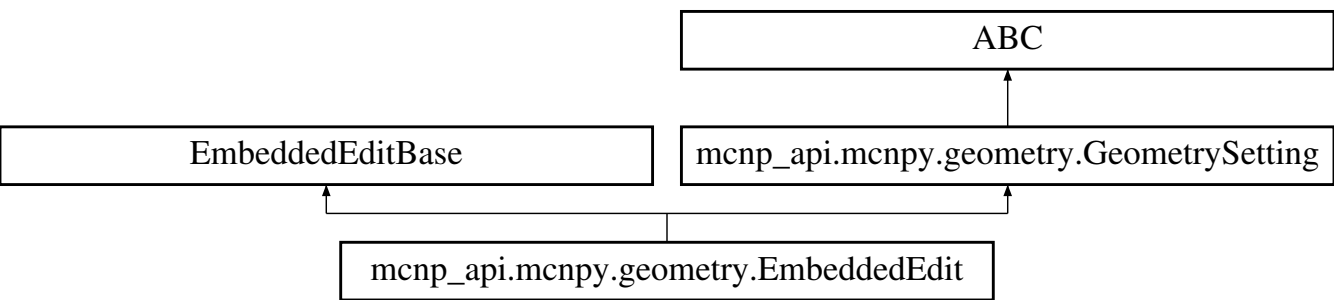 ABC
EmbeddedEditBase
mcnp_api.mcnpy.geometry.GeometrySetting
mcnp_api.mcnpy.geometry.EmbeddedEdit